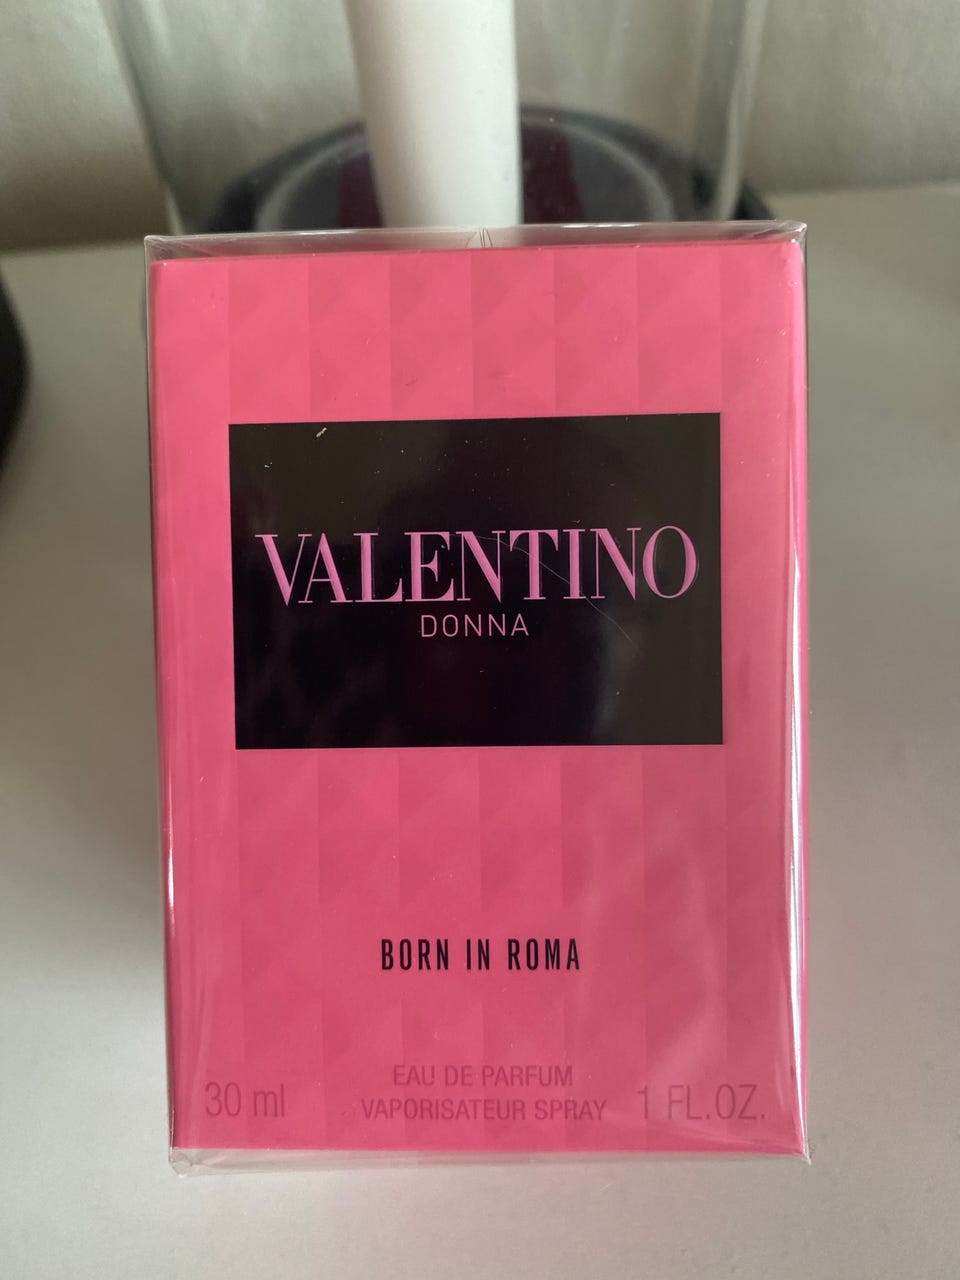 VALENTINO
DONNA
BORN IN ROMA
EAU DE PARFUM
30 ml VAPORISATEUR SPRAY 1 FL.OZ.